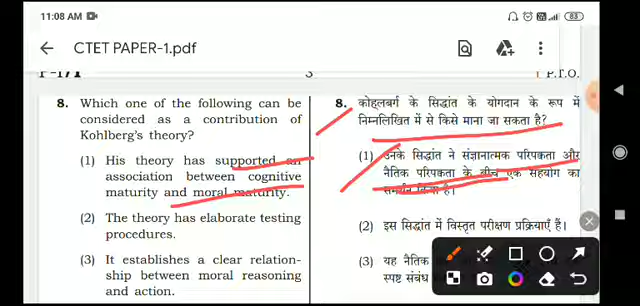 11:08 AM
83
CTET PAPER-1.pdf
3
P.T.O.
8. Which one of the following can be
considered as a contribution of
Kohlberg's theory?
(1) His theory has supported an
association between cognitive
maturity and moral maturity.
(2) The theory has elaborate testing
procedures.
(3) It establishes a clear relation-
ship between moral reasoning
and action.
8. कोहलबर्ग के सिद्धांत के योगदान के रूप में
निम्नलिखित में से किसे माना जा सकता है?
(1) उनके सिद्धांत ने संज्ञानात्मक परिपक्वता और
नैतिक परिपक्वता के बीच एक सहयोग का
समर्थन किया है।
(2) इस सिद्धांत में विस्तृत परीक्षण प्रक्रियाएँ हैं।
(3) यह नैतिक
स्पष्ट संबंध